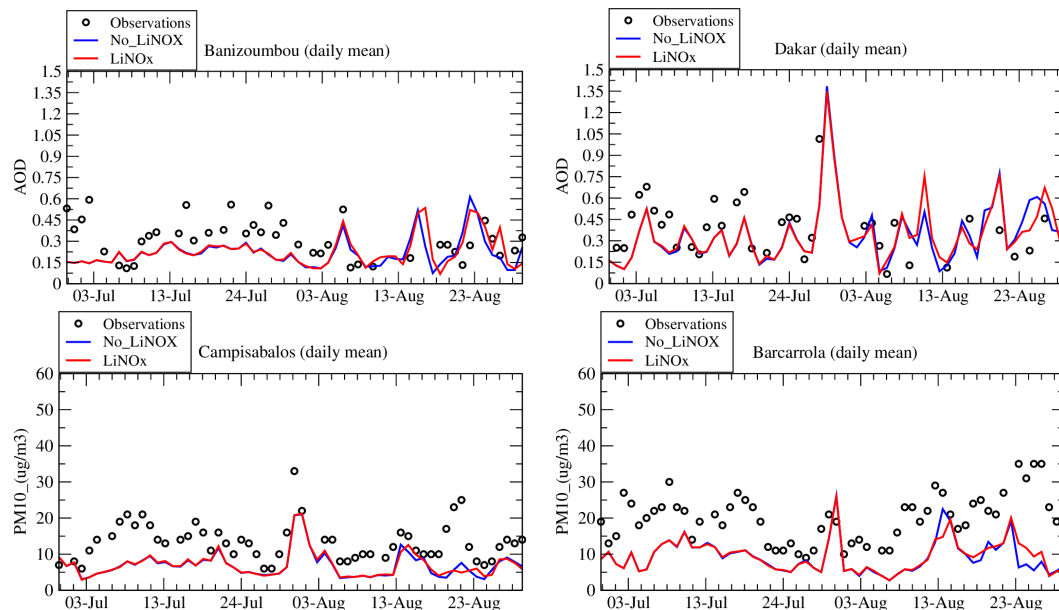 Observations
No_LiNOX
LiNOx
Banizoumbou (daily mean)
1.5
1.35
1.2
1.05
0.9
0.75
0.6
0.45
0.3
0.15
0
AOD
03-Jul 13-Jul 24-Jul 03-Aug 13-Aug 23-Aug
Observations
No_LiNOX
LiNOx
Dakar (daily mean)
1.5
1.35
1.2
1.05
0.9
0.75
0.6
0.45
0.3
0.15
0
AOD
03-Jul 13-Jul 24-Jul 03-Aug 13-Aug 23-Aug
Observations
No_LiNOX
LiNOx
Campisabalos (daily mean)
60
50
40
30
20
10
0
PM10_(ug/m3)
03-Jul 13-Jul 24-Jul 03-Aug 13-Aug 23-Aug
Observations
No_LiNOX
LiNOx
Barcarrola (daily mean)
60
50
40
30
20
10
0
PM10_(ug/m3)
03-Jul 13-Jul 24-Jul 03-Aug 13-Aug 23-Aug